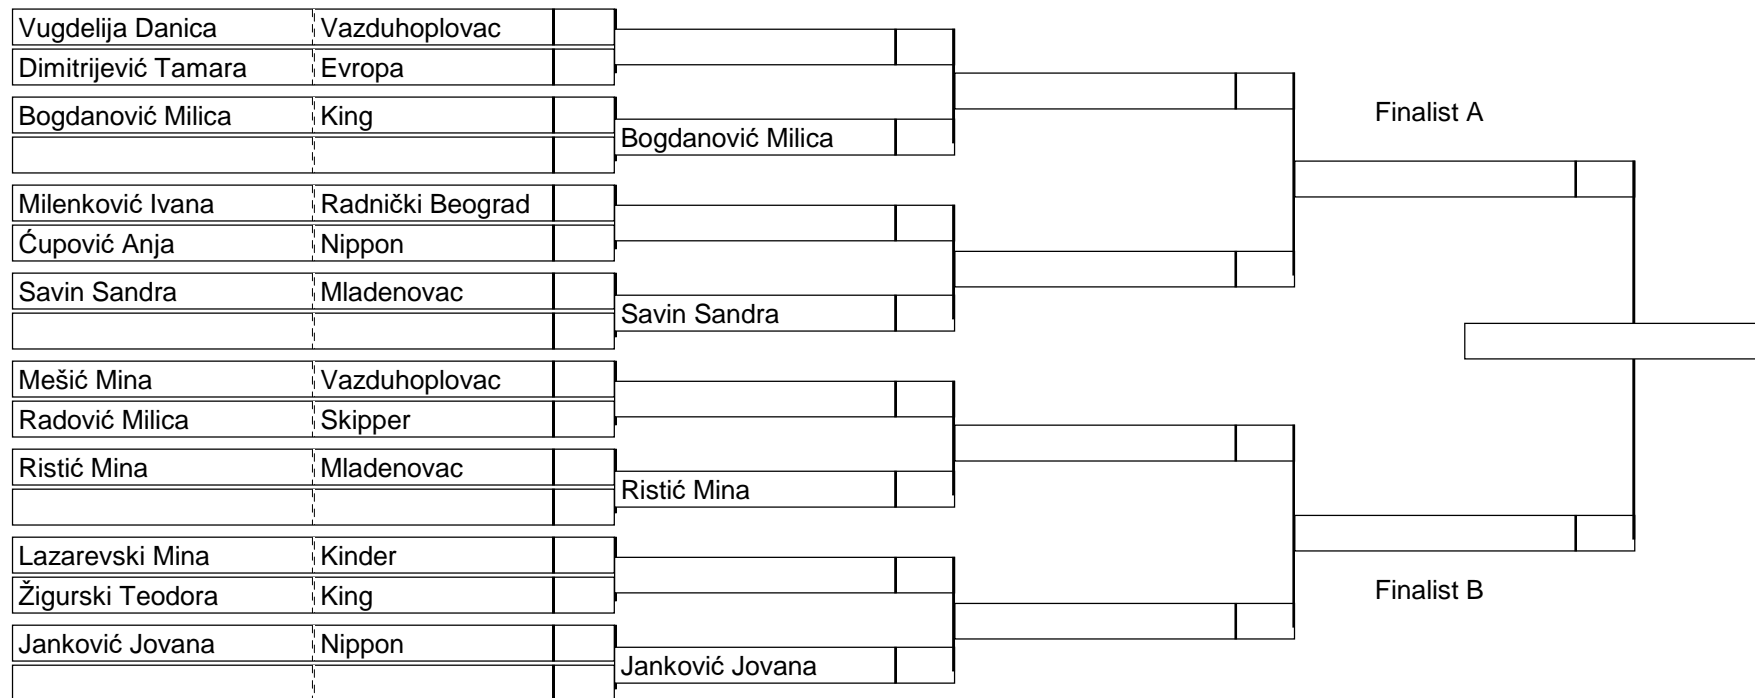 Vugdelija Danica Vazduhoplovac
Dimitrijević Tamara Evropa
Bogdanović Milica King
Bogdanović Milica
Milenković Ivana Radnički Beograd
Ćupović Anja Nippon
Savin Sandra Mladenovac
Savin Sandra
Mešić Mina Vazduhoplovac
Radović Milica Skipper
Ristić Mina Mladenovac
Ristić Mina
Lazarevski Mina Kinder
Žigurski Teodora King
Janković Jovana Nippon
Janković Jovana
Finalist A
Finalist B